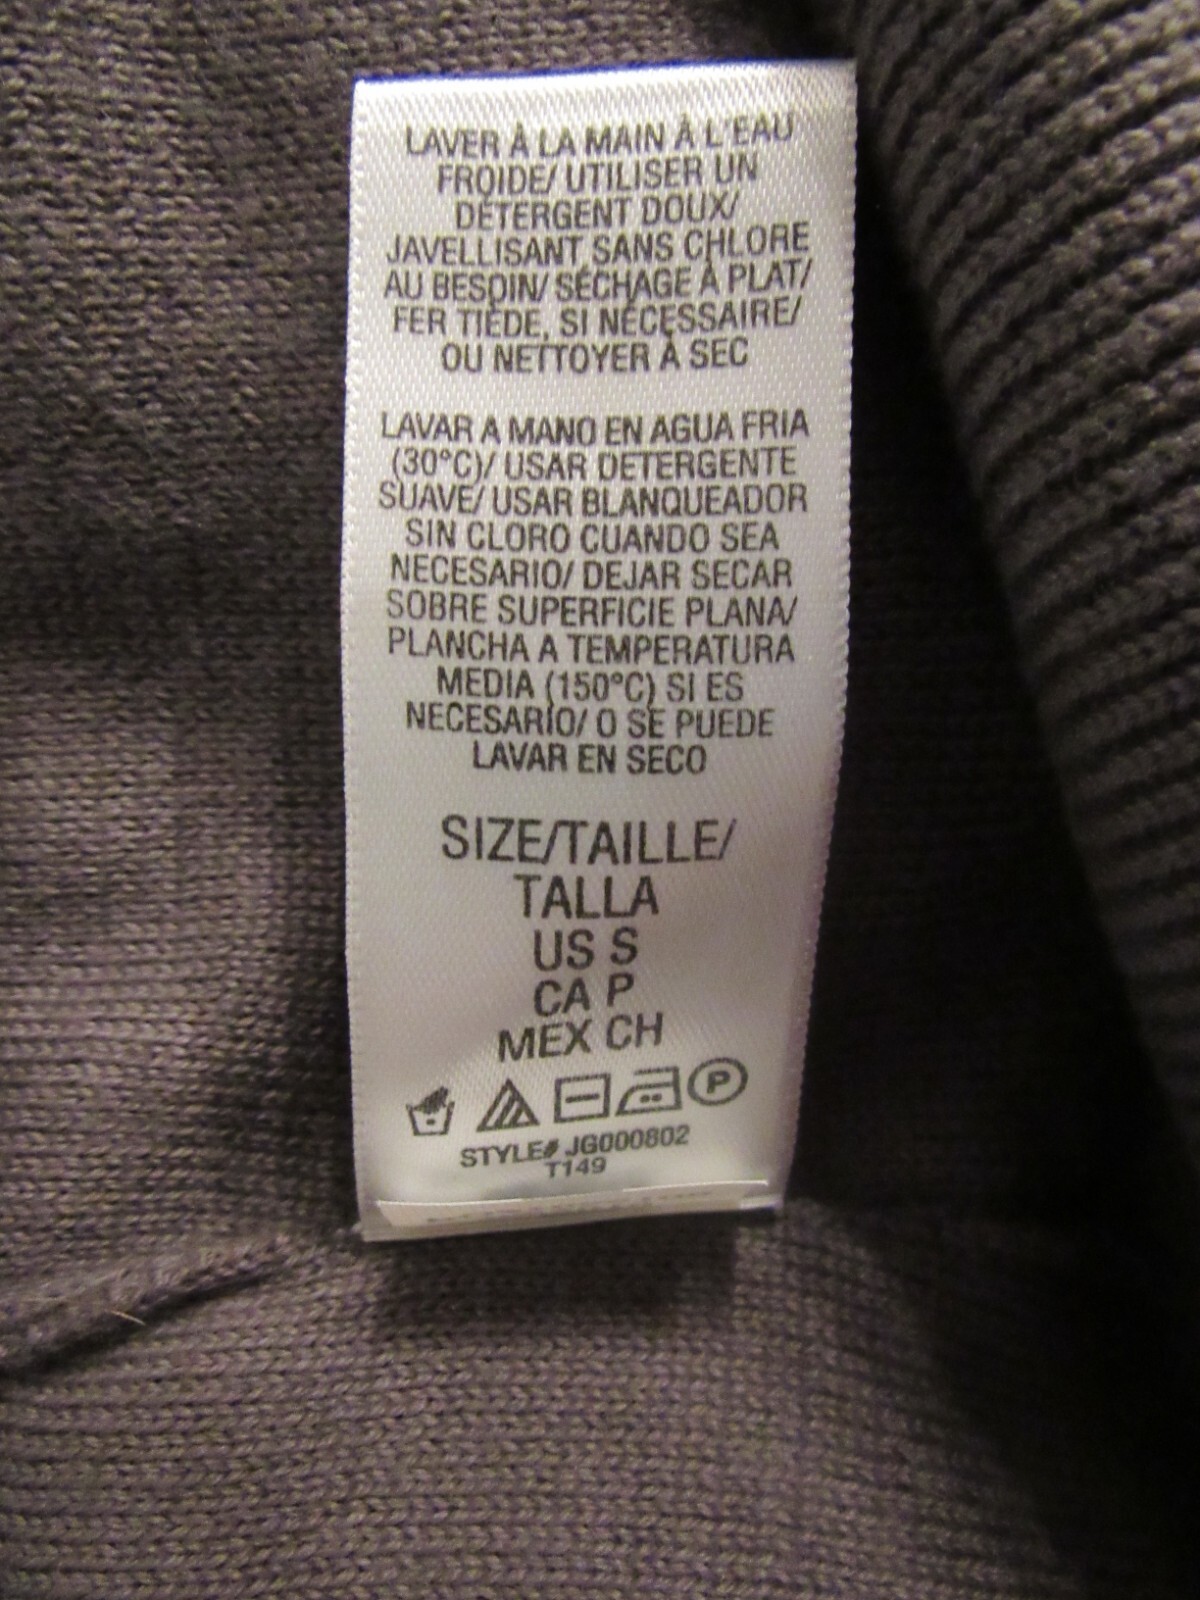 LAVER À LA MAIN À L'EAU
FROIDE/ UTILISER UN
DÉTERGENT DOUX/
JAVELLISANT SANS CHLORE
AU BESOIN/ SÉCHAGE À PLAT/
FER TIÈDE, SI NÉCESSAIRE/
OU NETTOYER À SEC
LAVAR A MANO EN AGUA FRIA
(30°C)/ USAR DETERGENTE
SUAVE/ USAR BLANQUEADOR
SIN CLORO CUANDO SEA
NECESARIO/ DEJAR SECAR
SOBRE SUPERFICIE PLANA/
PLANCHA A TEMPERATURA
MEDIA (150°C) SI ES
NECESARIO/ O SE PUEDE
LAVAR EN SECO
SIZE/TAILLE/
TALLA
US S
CA P
MEX CH
P
STYLE# JG000802
T149